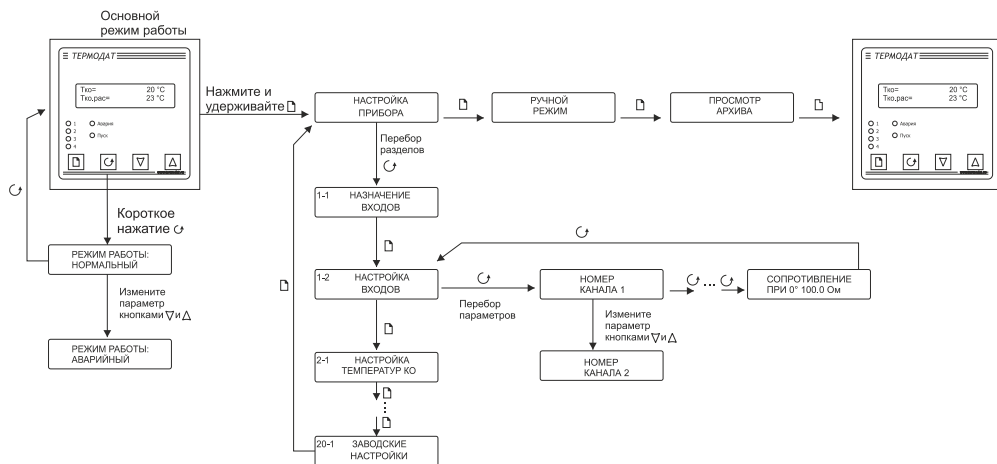 Основной
режим работы
ТЕРМОДАТ
Тко= 20 °C
Тко,рас= 23 °C
1
2
3
4
Авария
Пуск
Нажмите и
удерживайте
НАСТРОЙКА
ПРИБОРА
РУЧНОЙ
РЕЖИМ
ПРОСМОТР
АРХИВА
ТЕРМОДАТ
Тко= 20 °C
Тко,рас= 23 °C
1
2
3
4
Авария
Пуск
Перебор
разделов
1-1 НАЗНАЧЕНИЕ
ВХОДОВ
Короткое
нажатие
РЕЖИМ РАБОТЫ:
НОРМАЛЬНЫЙ
Измените
параметр
кнопками ▽ и △
РЕЖИМ РАБОТЫ:
АВАРИЙНЫЙ
1-2 НАСТРОЙКА
ВХОДОВ
Перебор
параметров
НОМЕР
КАНАЛА 1
...
СОПРОТИВЛЕНИЕ
ПРИ 0° 100.0 Ом
Измените
параметр
кнопками ▽ и △
НОМЕР
КАНАЛА 2
2-1 НАСТРОЙКА
ТЕМПЕРАТУР КО
20-1 ЗАВОДСКИЕ
НАСТРОЙКИ